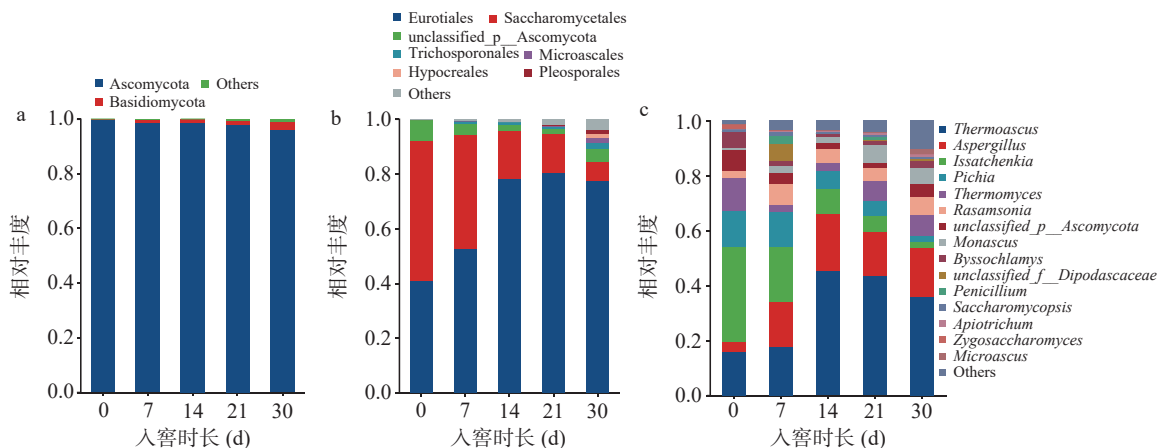 a
Ascomycota Others
Basidiomycota
相对丰度
1.0
0.8
0.6
0.4
0.2
0.0
0 7 14 21 30
入窖时长 (d)
b
Eurotiales Saccharomycetales
unclassified_p__Ascomycota
Trichosporonales Microascales
Hypocreales Pleosporales
Others
相对丰度
1.0
0.8
0.6
0.4
0.2
0.0
0 7 14 21 30
入窖时长 (d)
c
相对丰度
1.0
0.8
0.6
0.4
0.2
0.0
0 7 14 21 30
入窖时长 (d)
Thermoascus
Aspergillus
Issatchenkia
Pichia
Thermomyces
Rasamsonia
unclassified_p__Ascomycota
Monascus
Byssochlamys
unclassified_f__Dipodascaceae
Penicillium
Saccharomycopsis
Apiotrichum
Zygosaccharomyces
Microascus
Others